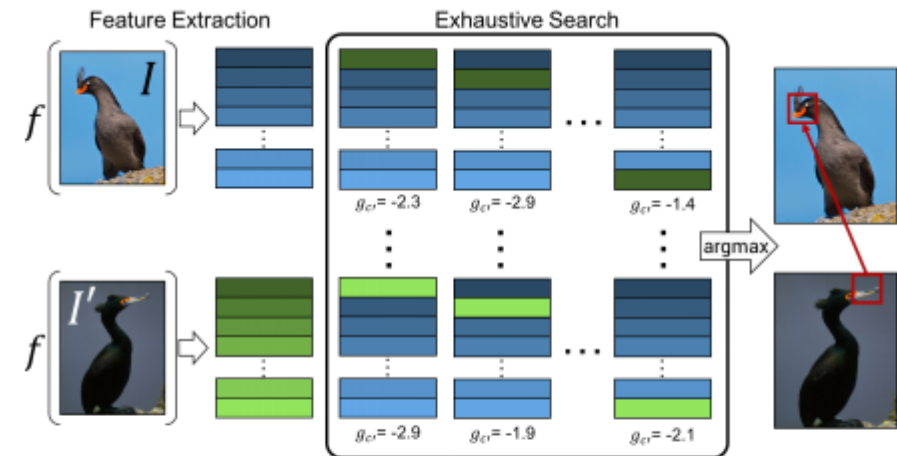 Feature Extraction
Exhaustive Search
f
I
g_c' = -2.3
g_c' = -2.9
g_c' = -1.4
argmax
f
I'
g_c' = -2.9
g_c' = -1.9
g_c' = -2.1